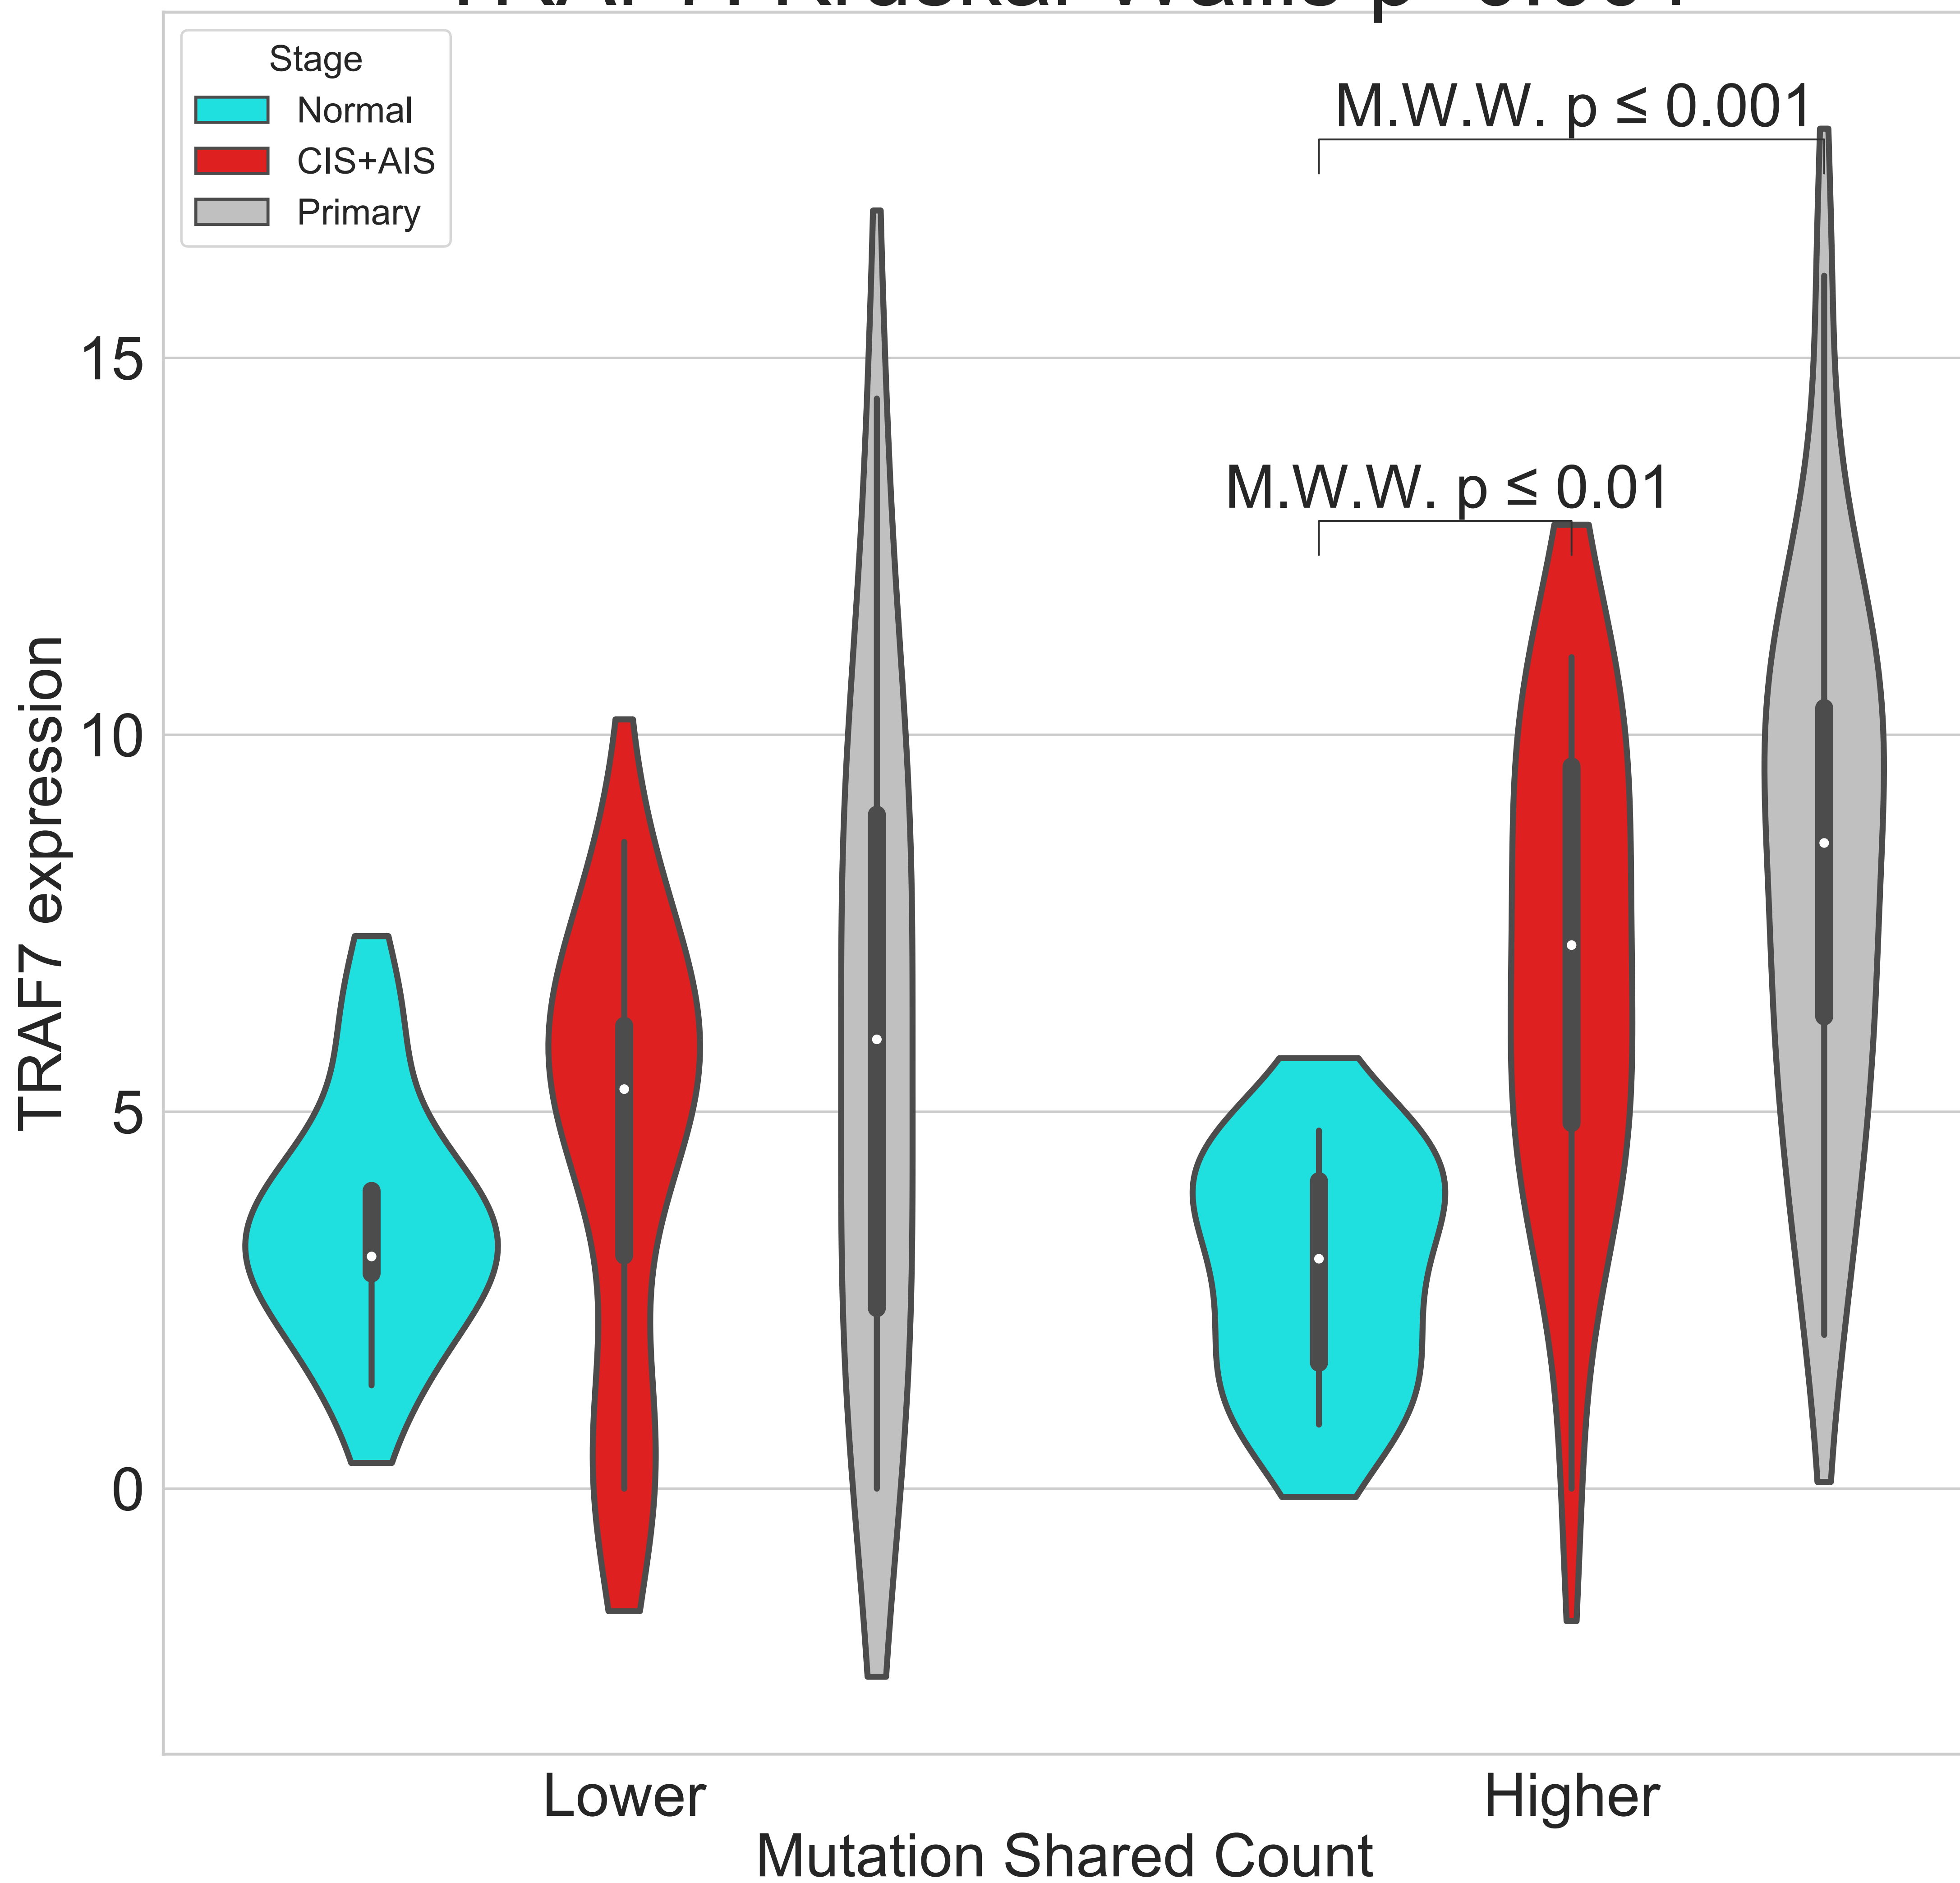 Stage
Normal
CIS+AIS
Primary
M.W.W. p ≤ 0.001
M.W.W. p ≤ 0.01
15
10
5
0
TRAF7 expression
Lower
Higher
Mutation Shared Count